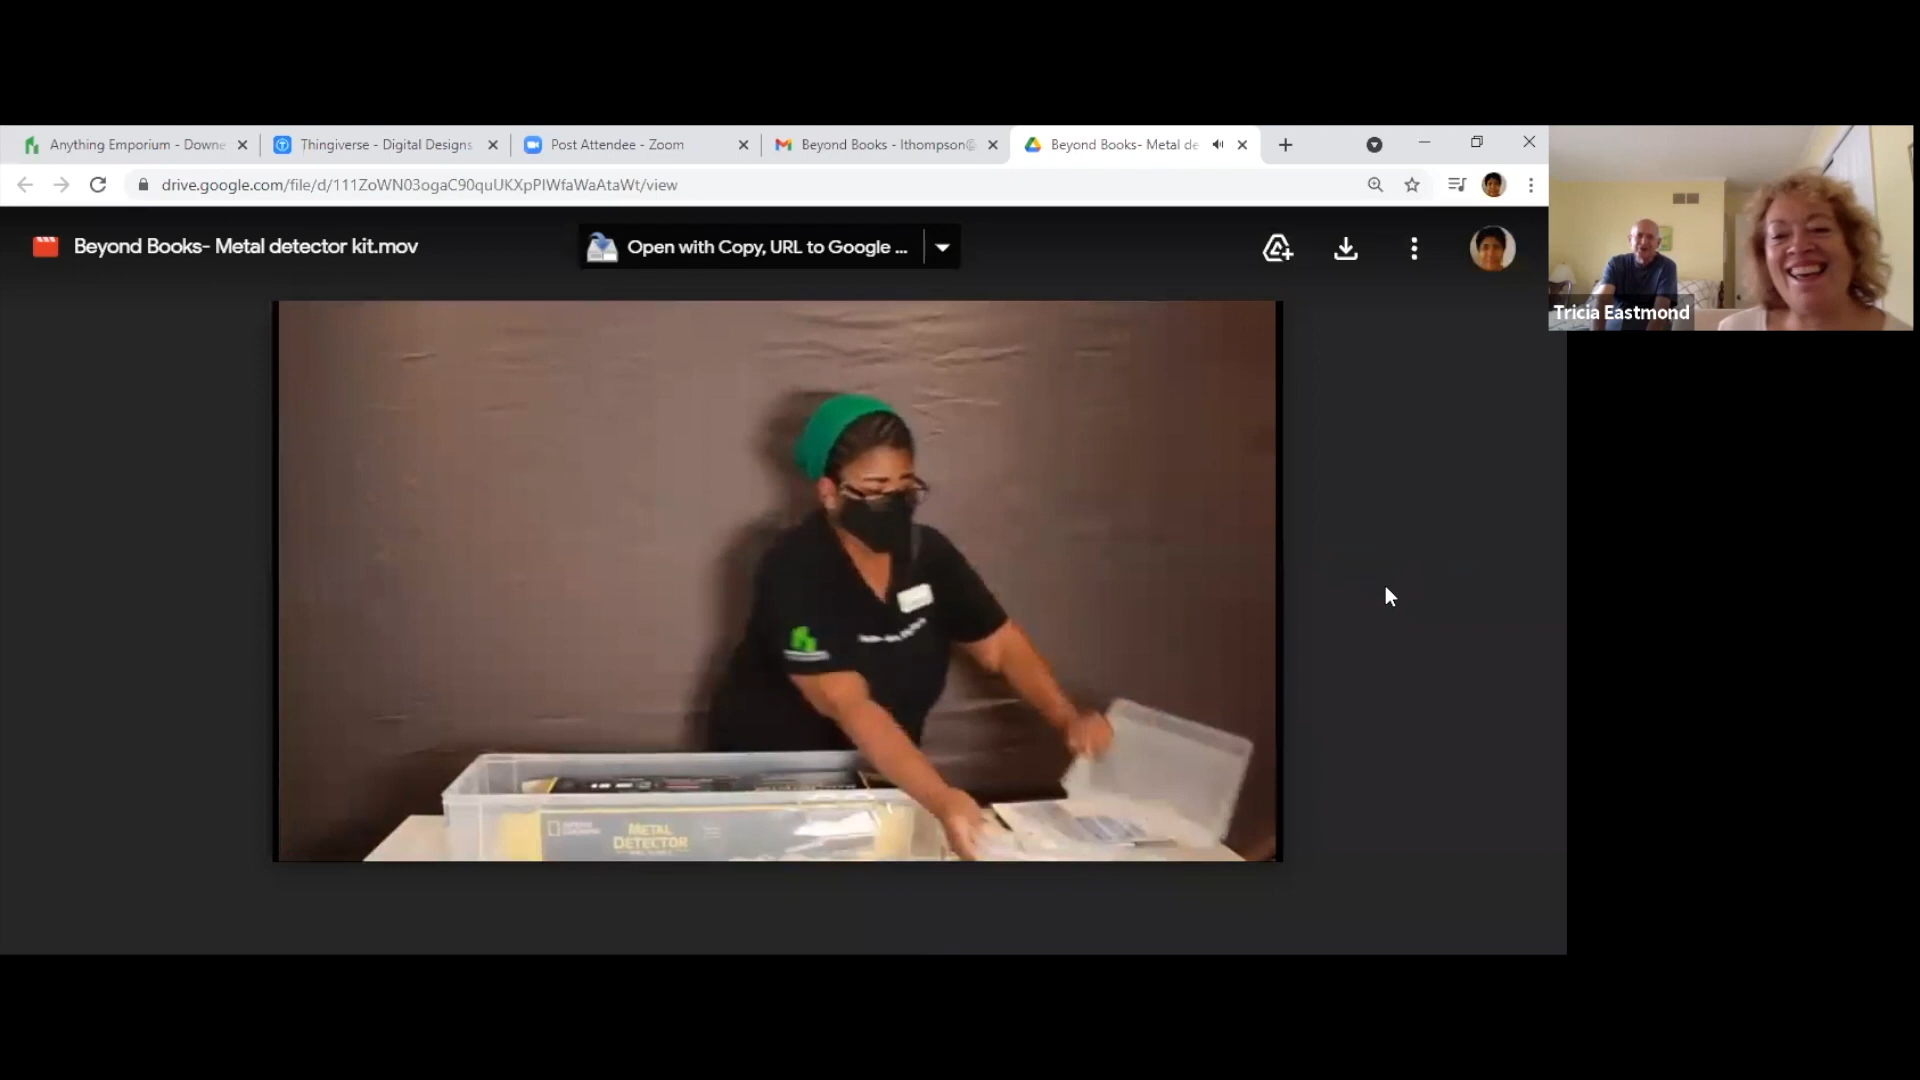 Anything Emporium - Downe
Thingiverse - Digital Designs
Post Attendee - Zoom
Beyond Books - lthompson@
Beyond Books- Metal de
drive.google.com/file/d/111ZoWN03ogaC90quUKXpPIWfaWaAtaWt/view
Beyond Books- Metal detector kit.mov
Open with Copy, URL to Google ...
Tricia Eastmond
METAL
DETECTOR